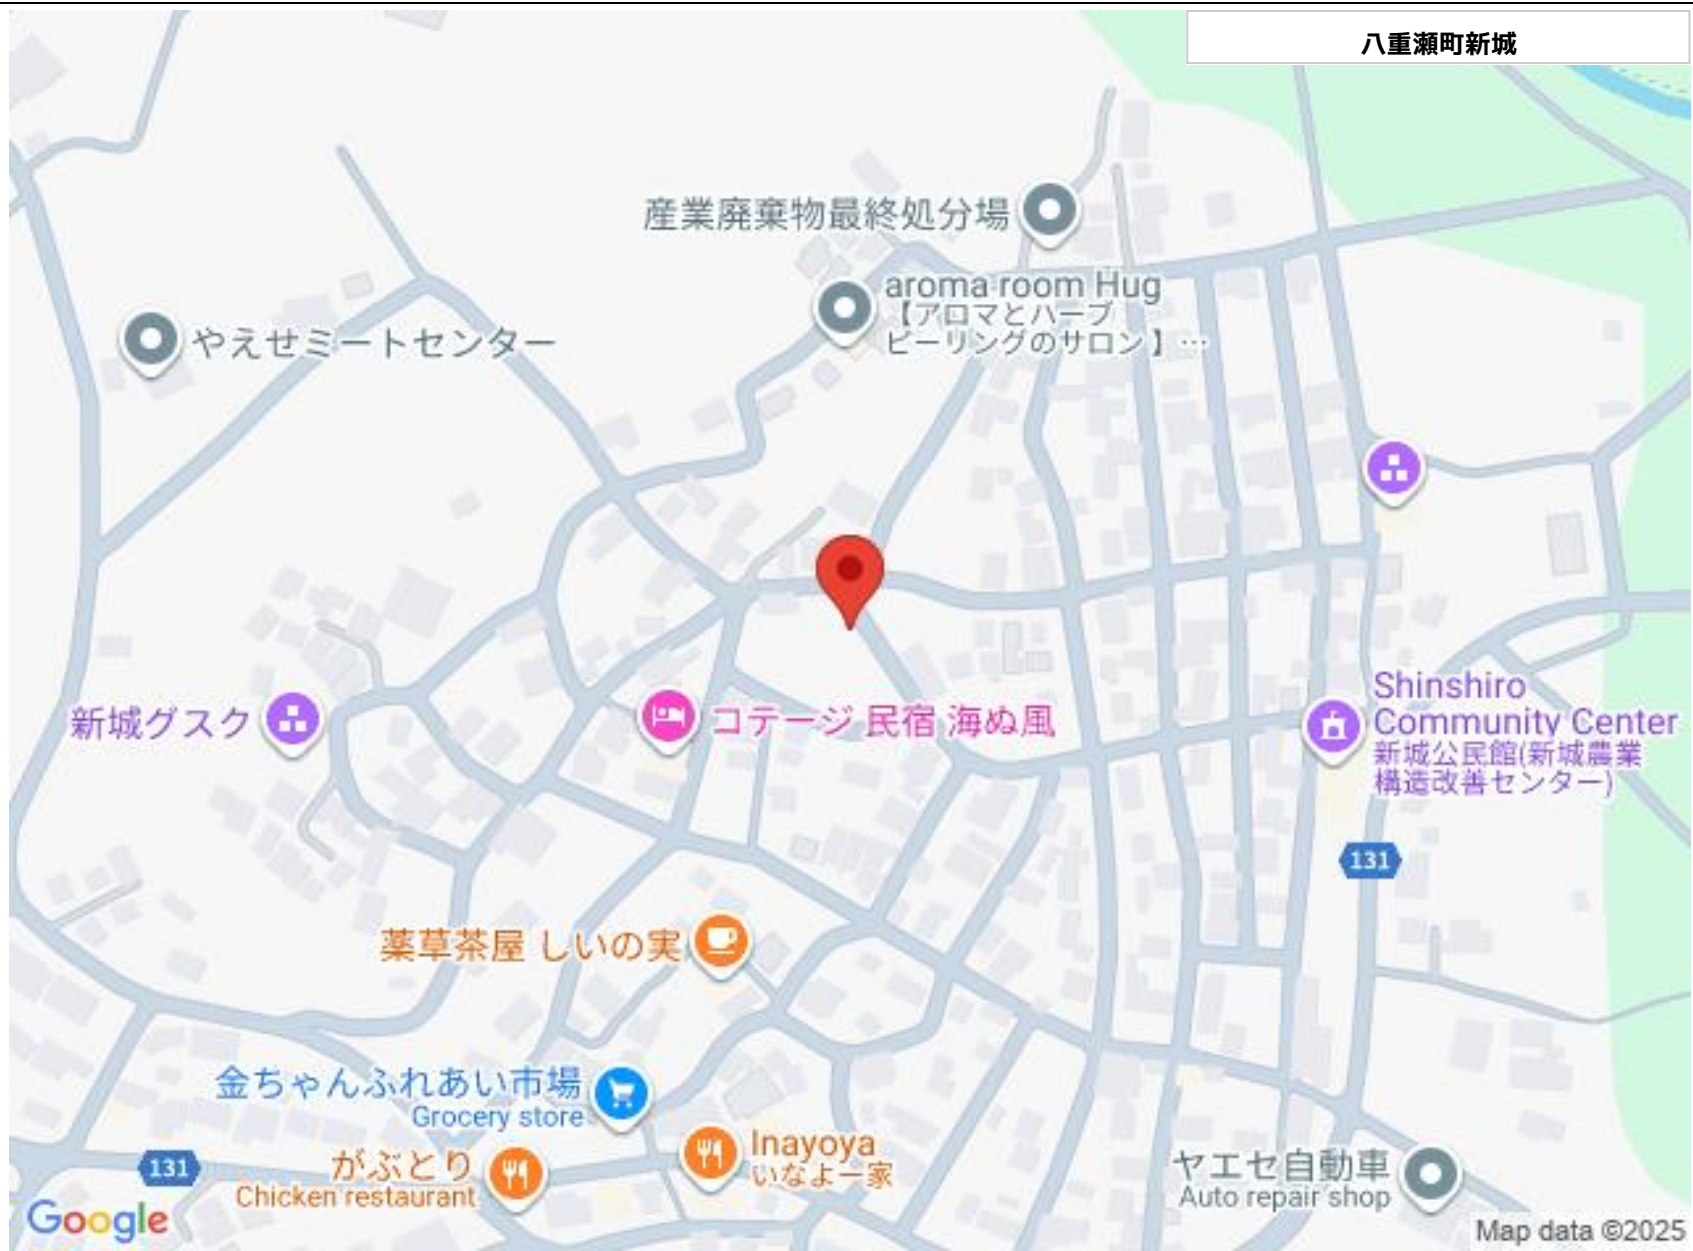 八重瀬町新城
産業廃棄物最終処分場
aroma room Hug
【アロマとハーブ
ピーリングのサロン】…
やえせミートセンター
新城グスク
コテージ 民宿 海ぬ風
Shinshiro
Community Center
新城公民館(新城農業
構造改善センター)
131
薬草茶屋 しいの実
金ちゃんふれあい市場
Grocery store
がぶとり
Chicken restaurant
131
Inayoya
いなよー家
ヤエセ自動車
Auto repair shop
Google
Map data ©2025